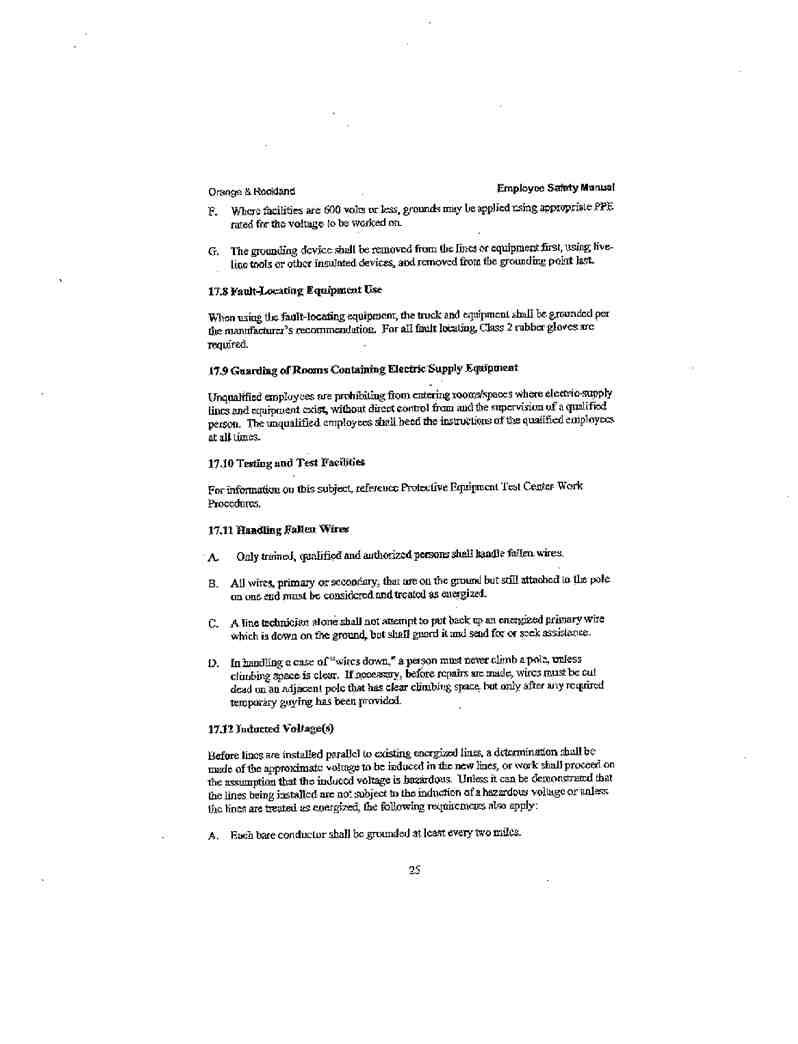 Orange & Rockland
Employee Safety Manual
F. Where facilities are 600 volts or less, grounds may be applied using appropriate PPE
rated for the voltage to be worked on.
G. The grounding device shall be removed from the lines or equipment first, using live-
line tools or other insulated devices, and removed from the grounding point last.
17.8 Fault-Locating Equipment Use
When using the fault-locating equipment, the truck and equipment shall be grounded per
the manufacturer's recommendation. For all fault locating, Class 2 rubber gloves are
required.
17.9 Guarding of Rooms Containing Electric Supply Equipment
Unqualified employees are prohibiting from entering rooms/spaces where electric-supply
lines and equipment exist, without direct control from and the supervision of a qualified
person. The unqualified employees shall heed the instructions of the qualified employees
at all times.
17.10 Testing and Test Facilities
For information on this subject, reference Protective Equipment Test Center Work
Procedures.
17.11 Handling Fallen Wires
A. Only trained, qualified and authorized persons shall handle fallen wires.
B. All wires, primary or secondary, that are on the ground but still attached to the pole
on one end must be considered and treated as energized.
C. A line technician alone shall not attempt to put back up an energized primary wire
which is down on the ground, but shall guard it and send for or seek assistance.
D. In handling a case of "wires down," a person must never climb a pole, unless
climbing space is clear. If necessary, before repairs are made, wires must be cut
dead on an adjacent pole that has clear climbing space, but only after any required
temporary guying has been provided.
17.12 Inducted Voltage(s)
Before lines are installed parallel to existing energized lines, a determination shall be
made of the approximate voltage to be induced in the new lines, or work shall proceed on
the assumption that the induced voltage is hazardous. Unless it can be demonstrated that
the lines being installed are not subject to the induction of a hazardous voltage or unless
the lines are treated as energized, the following requirements also apply:
A. Each bare conductor shall be grounded at least every two miles.
25